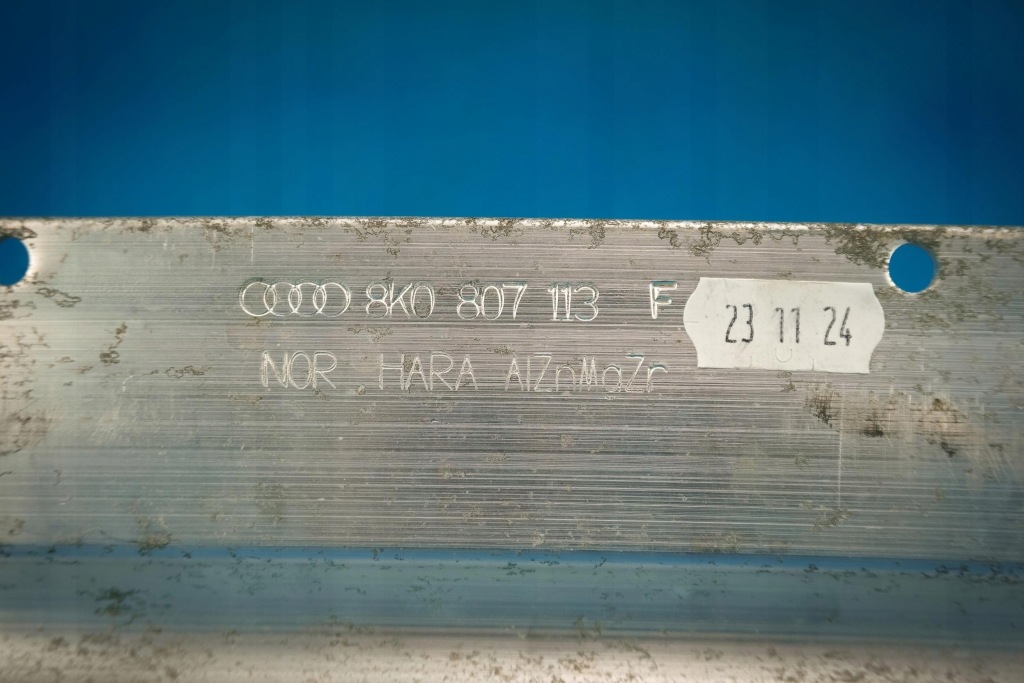 8K0 807 113 F
23 11 24
NOR HARA AlZnMgZr